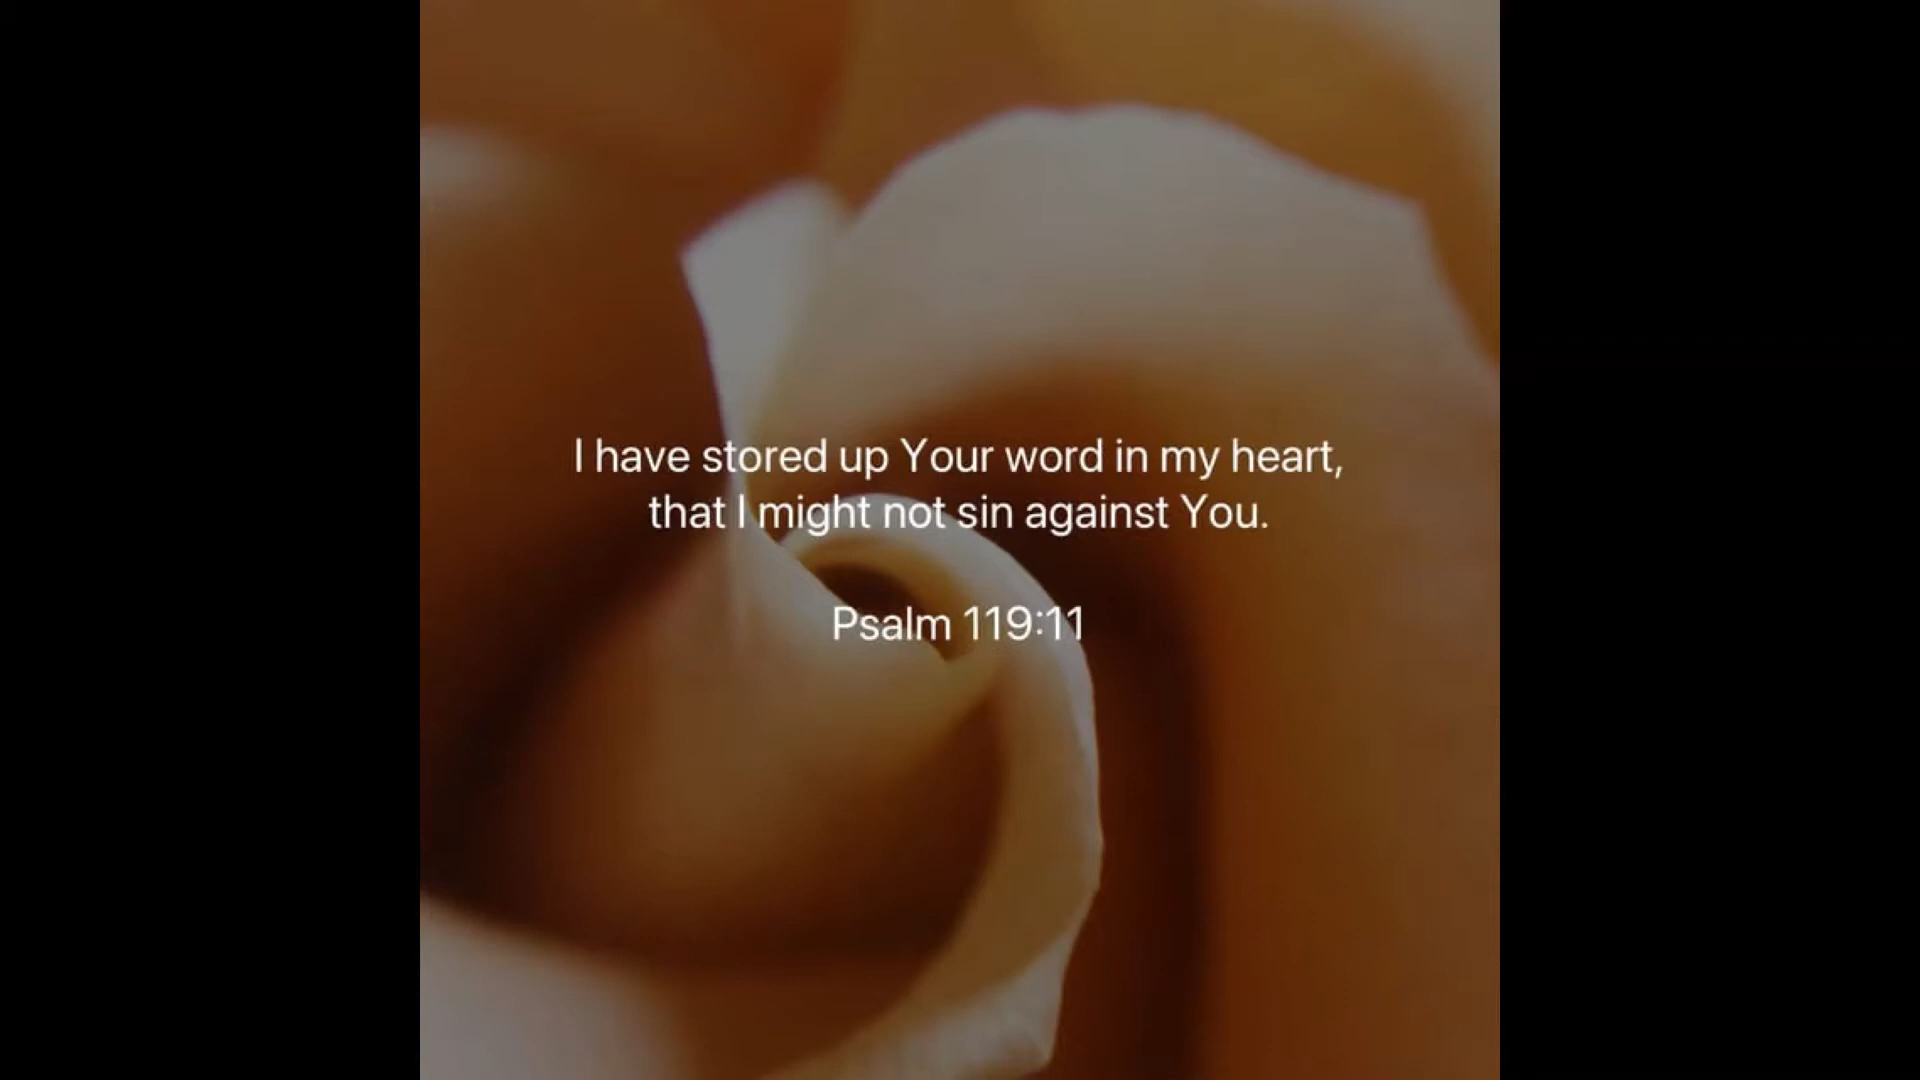 I have stored up Your word in my heart,
that I might not sin against You.
Psalm 119:11